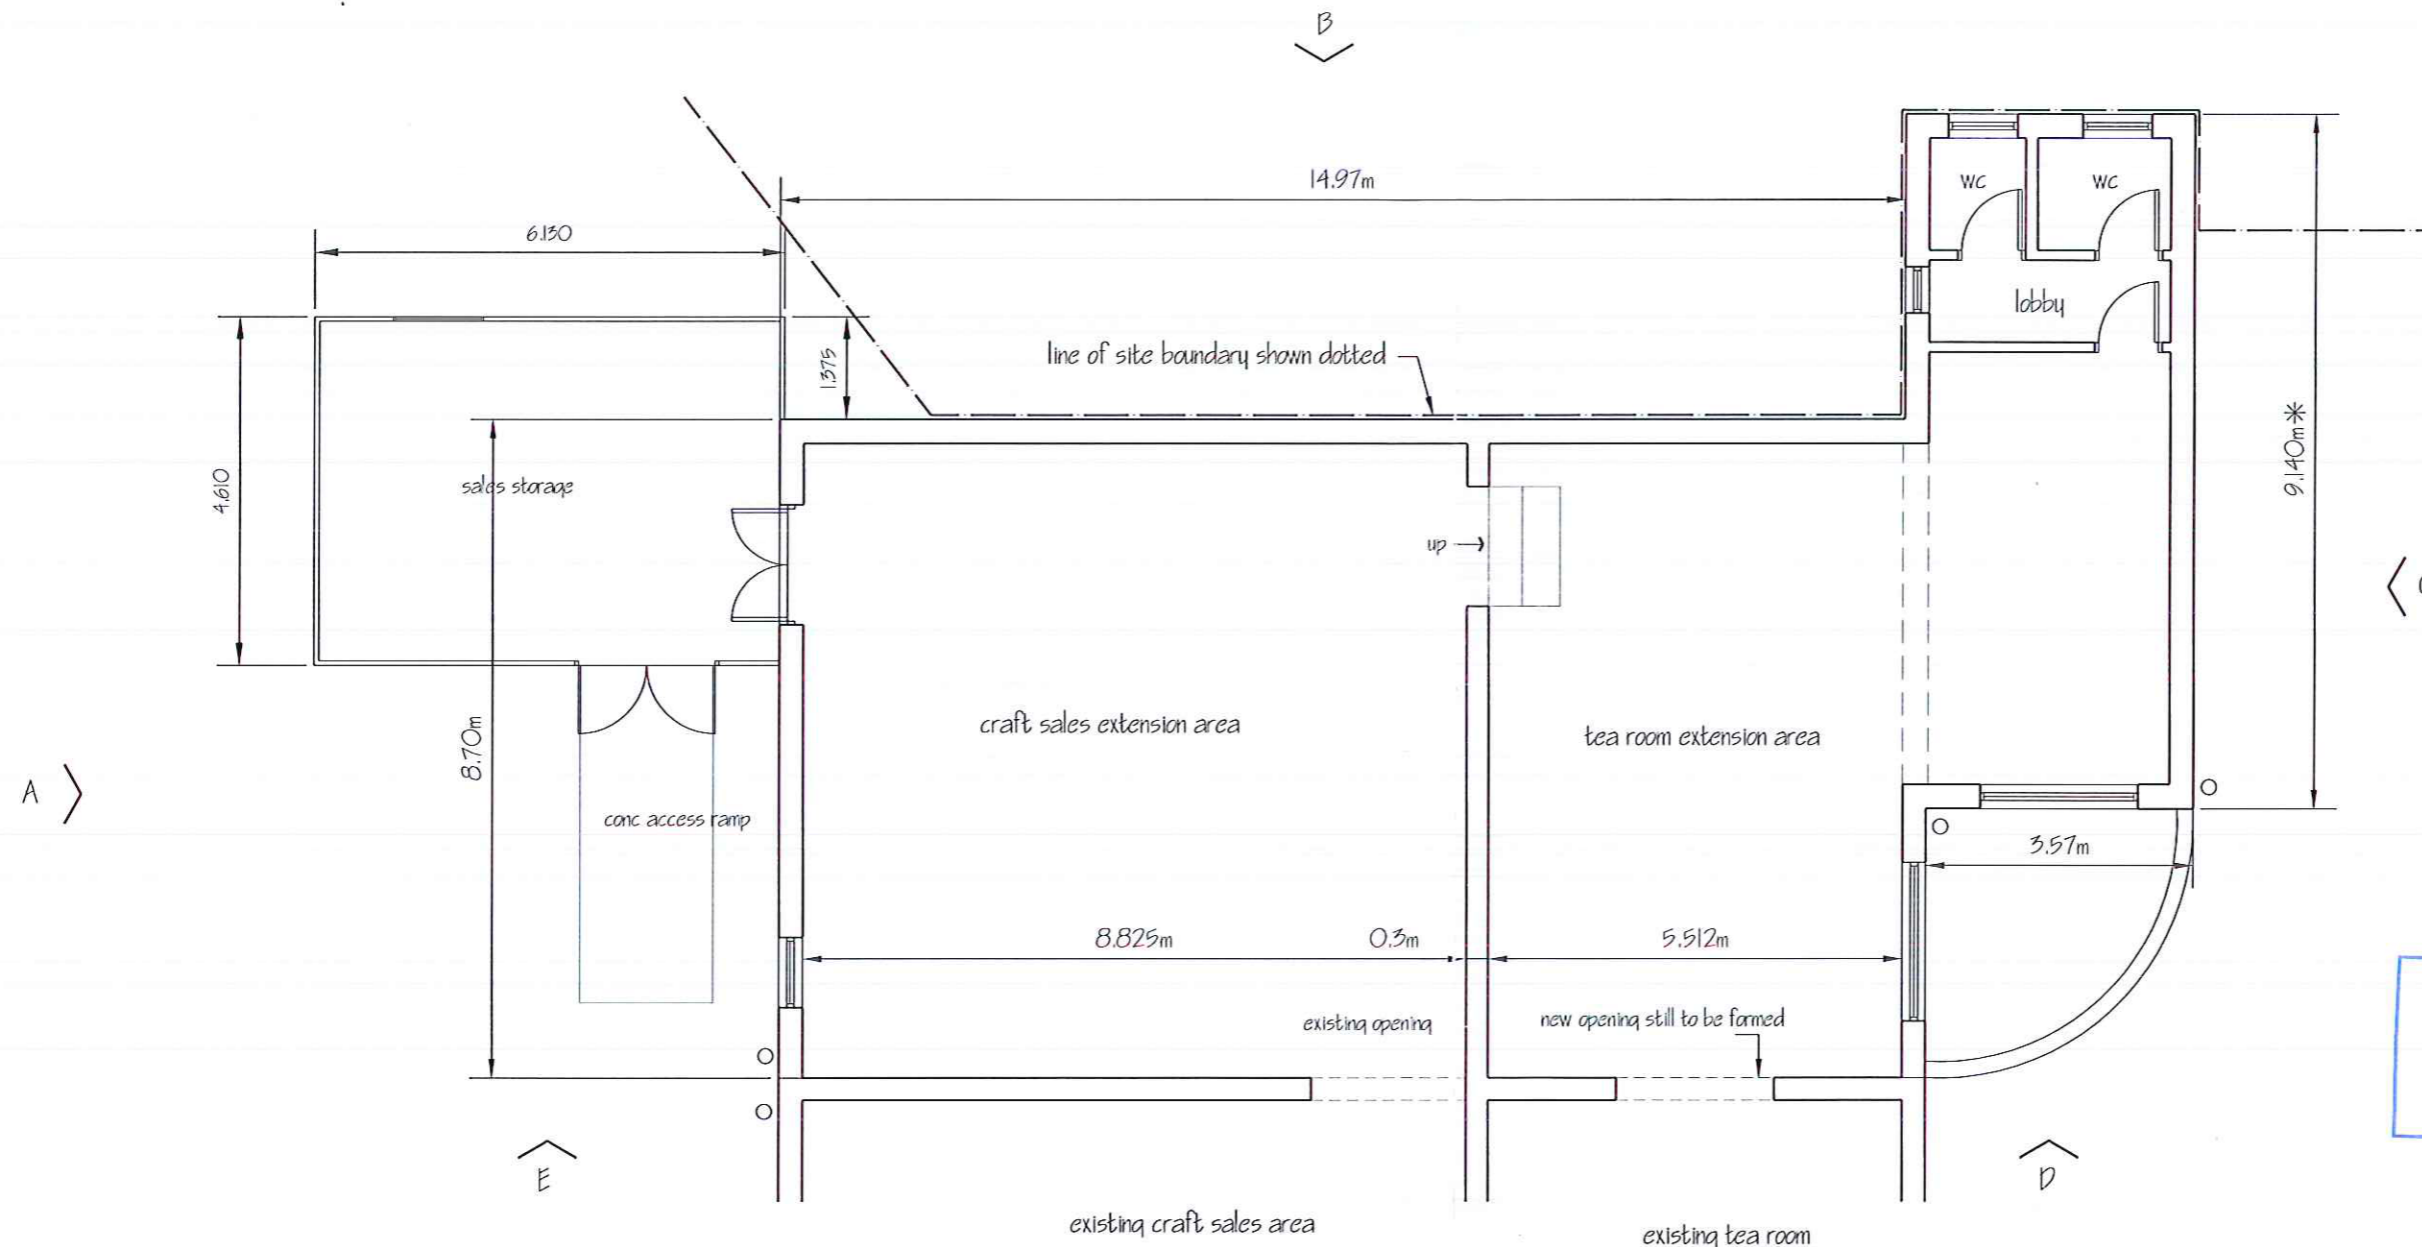 B
14.97m
wc
wc
6.130
lobby
1.375
line of site boundary shown dotted
9.140m*
4.610
sales storage
up
8.70m
craft sales extension area
tea room extension area
A
conc access ramp
3.57m
8.825m
0.3m
5.512m
existing opening
new opening still to be formed
E
D
existing craft sales area
existing tea room